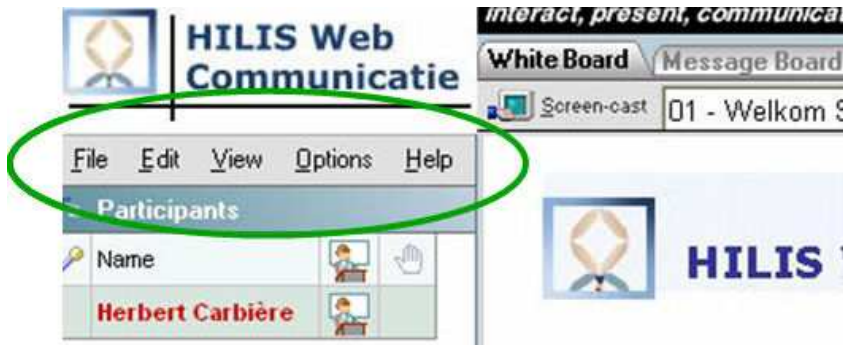 HILIS Web
Communicatie
interact, present, communicat
White Board Message Board
Screen-cast 01 - Welkom S
File Edit View Options Help
Participants
Name
Herbert Carbière
HILIS